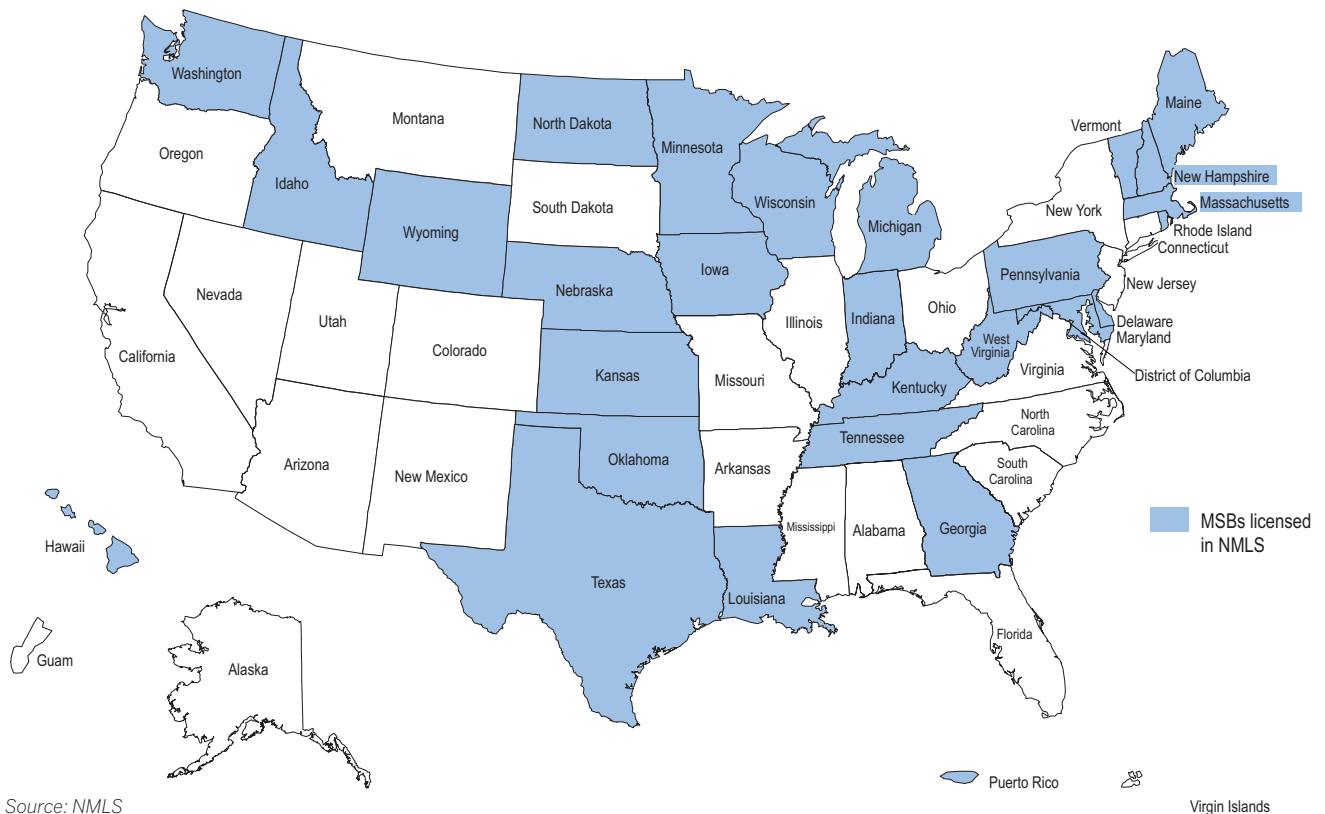 Washington
Montana
North Dakota
Minnesota
Maine
Vermont
Oregon
Idaho
Wisconsin
Michigan
New Hampshire
Massachusetts
South Dakota
Wyoming
New York
Rhode Island
Connecticut
Iowa
Pennsylvania
New Jersey
Nebraska
Nevada
Utah
Illinois
Indiana
Ohio
Delaware
Maryland
West
Virginia
California
Colorado
Kansas
Missouri
Kentucky
Virginia
District of Columbia
North
Carolina
Tennessee
Arizona
New Mexico
Oklahoma
Arkansas
South
Carolina
Mississippi
Alabama
Georgia
MSBs licensed
in NMLS
Hawaii
Texas
Louisiana
Florida
Guam
Alaska
Puerto Rico
Virgin Islands
Source: NMLS